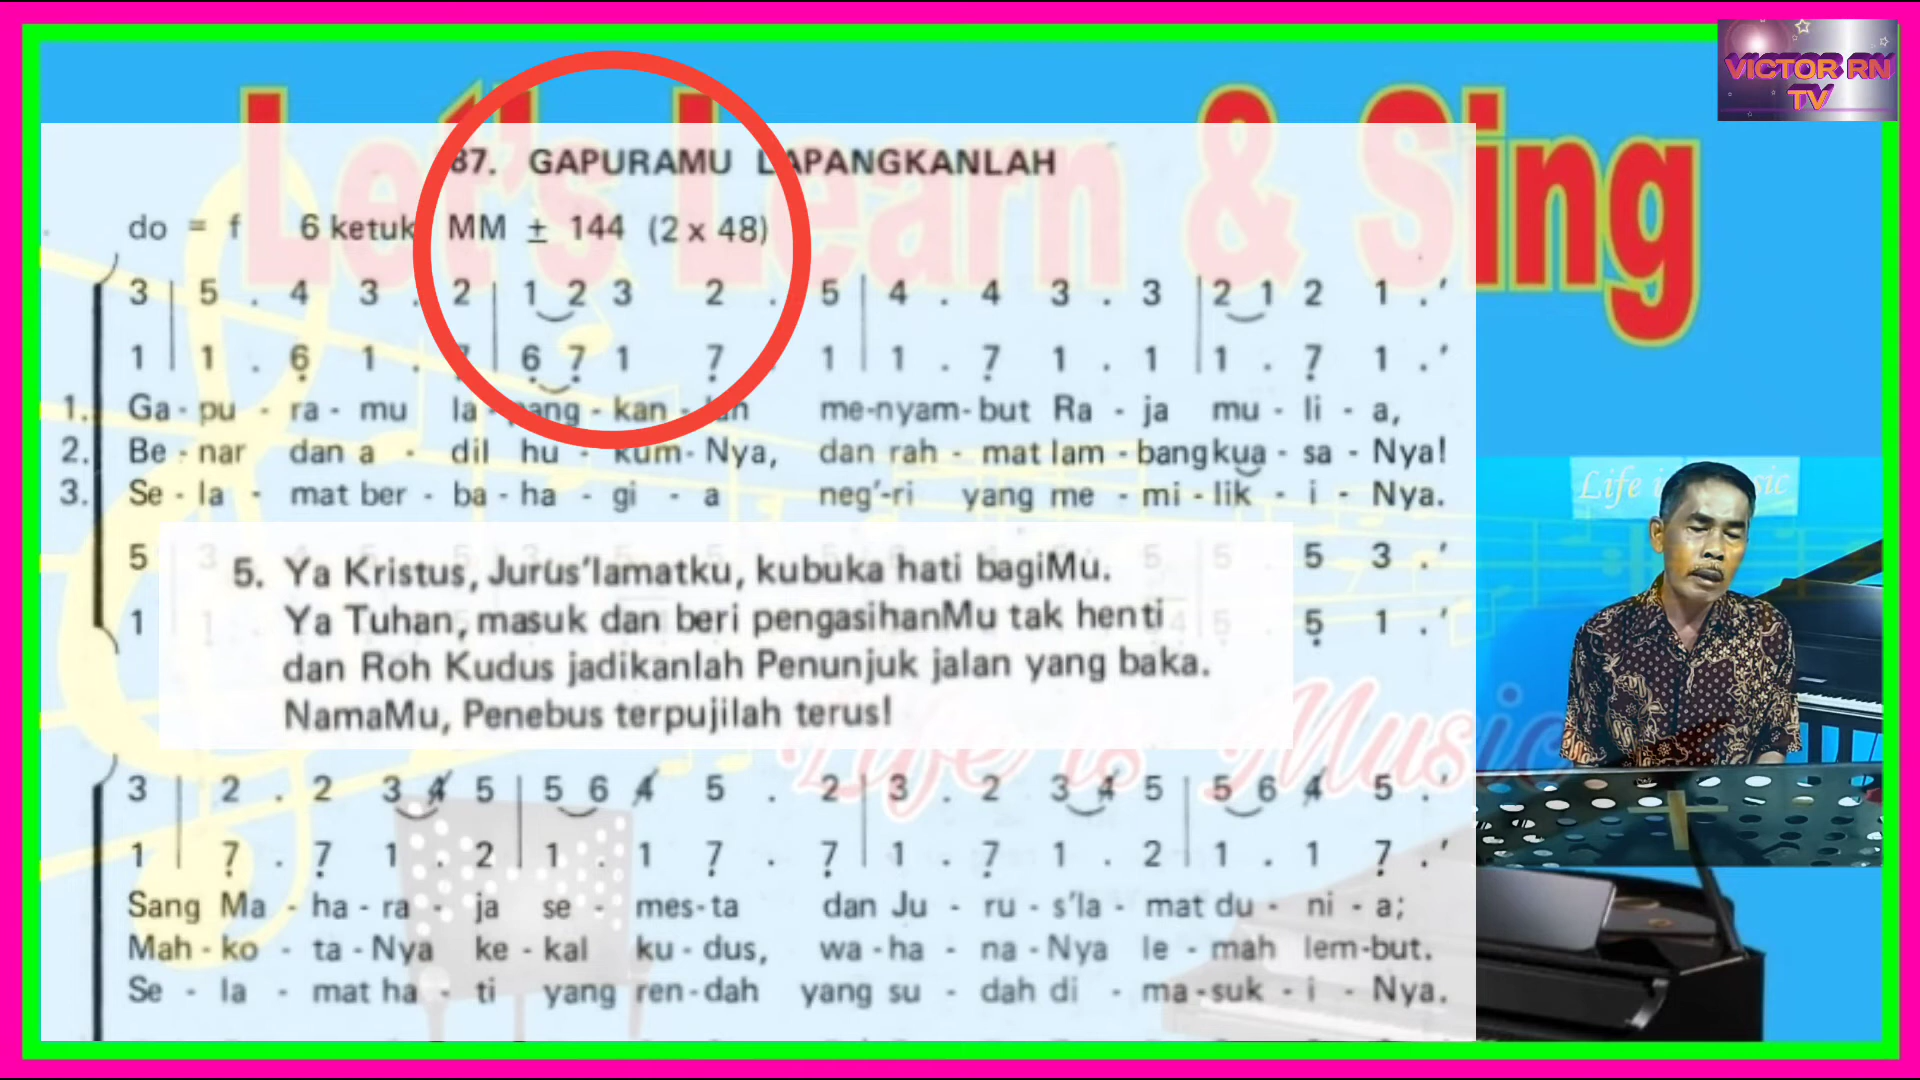 VICTOR RN
TV
Let's Learn & Sing
87. GAPURAMU LAPANGKANLAH
do = f 6 ketuk MM ± 144 (2 x 48)
3 | 5 . 4 3 . 2 | 1 2 3 2 . 5 | 4 . 4 3 . 3 | 2 1 2 1 . ’
1 | 1 . 6 1 . 7 | 6 7 1 7 . 1 | 1 . 7 1 . 1 | 1 . 7 1 . ’
1. Ga - pu - ra - mu la - pang - kan - lah me-nyam-but Ra - ja mu - li - a,
2. Be - nar dan a - dil hu - kum- Nya, dan rah - mat lam - bang kua - sa - Nya!
3. Se - la - mat ber - ba - ha - gi - a neg’-ri yang me - mi - lik - i - Nya.
5 5 3 . ’
1 5 1 . ’
5. Ya Kristus, Jurus’lamatku, kubuka hati bagiMu.
Ya Tuhan, masuk dan beri pengasihanMu tak henti
dan Roh Kudus jadikanlah Penunjuk jalan yang baka.
NamaMu, Penebus terpujilah terus!
Life is Music
3 | 2 . 2 3 4 5 | 5 6 4 5 . 2 | 3 . 2 3 4 5 | 5 6 4 5 . ’
1 | 7 . 7 1 . 2 | 1 . 1 7 . 7 | 1 . 7 1 . 2 | 1 . 1 7 . ’
Sang Ma - ha - ra - ja se - mes-ta dan Ju - ru - s’la - mat du - ni - a;
Mah - ko - ta - Nya ke - kal ku - dus, wa - ha - na - Nya le - mah lem-but.
Se - la - mat ha - ti yang ren-dah yang su - dah di - ma-suk - i - Nya.